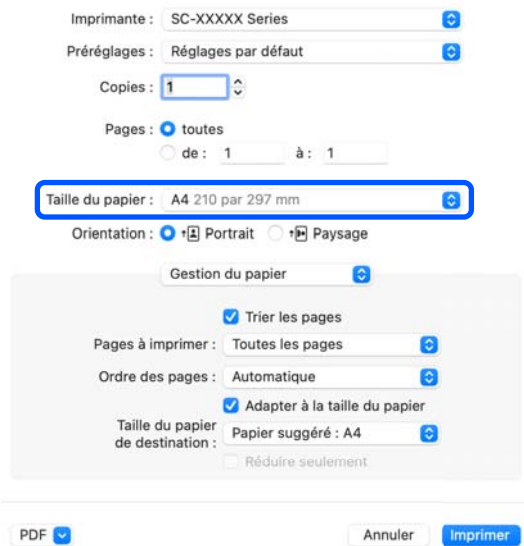 Imprimante : SC-XXXXX Series
Préréglages : Réglages par défaut
Copies : 1
Pages : toutes
de : 1 à : 1
Taille du papier : A4 210 par 297 mm
Orientation : Portrait Paysage
Gestion du papier
Trier les pages
Pages à imprimer : Toutes les pages
Ordre des pages : Automatique
Adapter à la taille du papier
Taille du papier
de destination : Papier suggéré : A4
Réduire seulement
PDF Annuler Imprimer